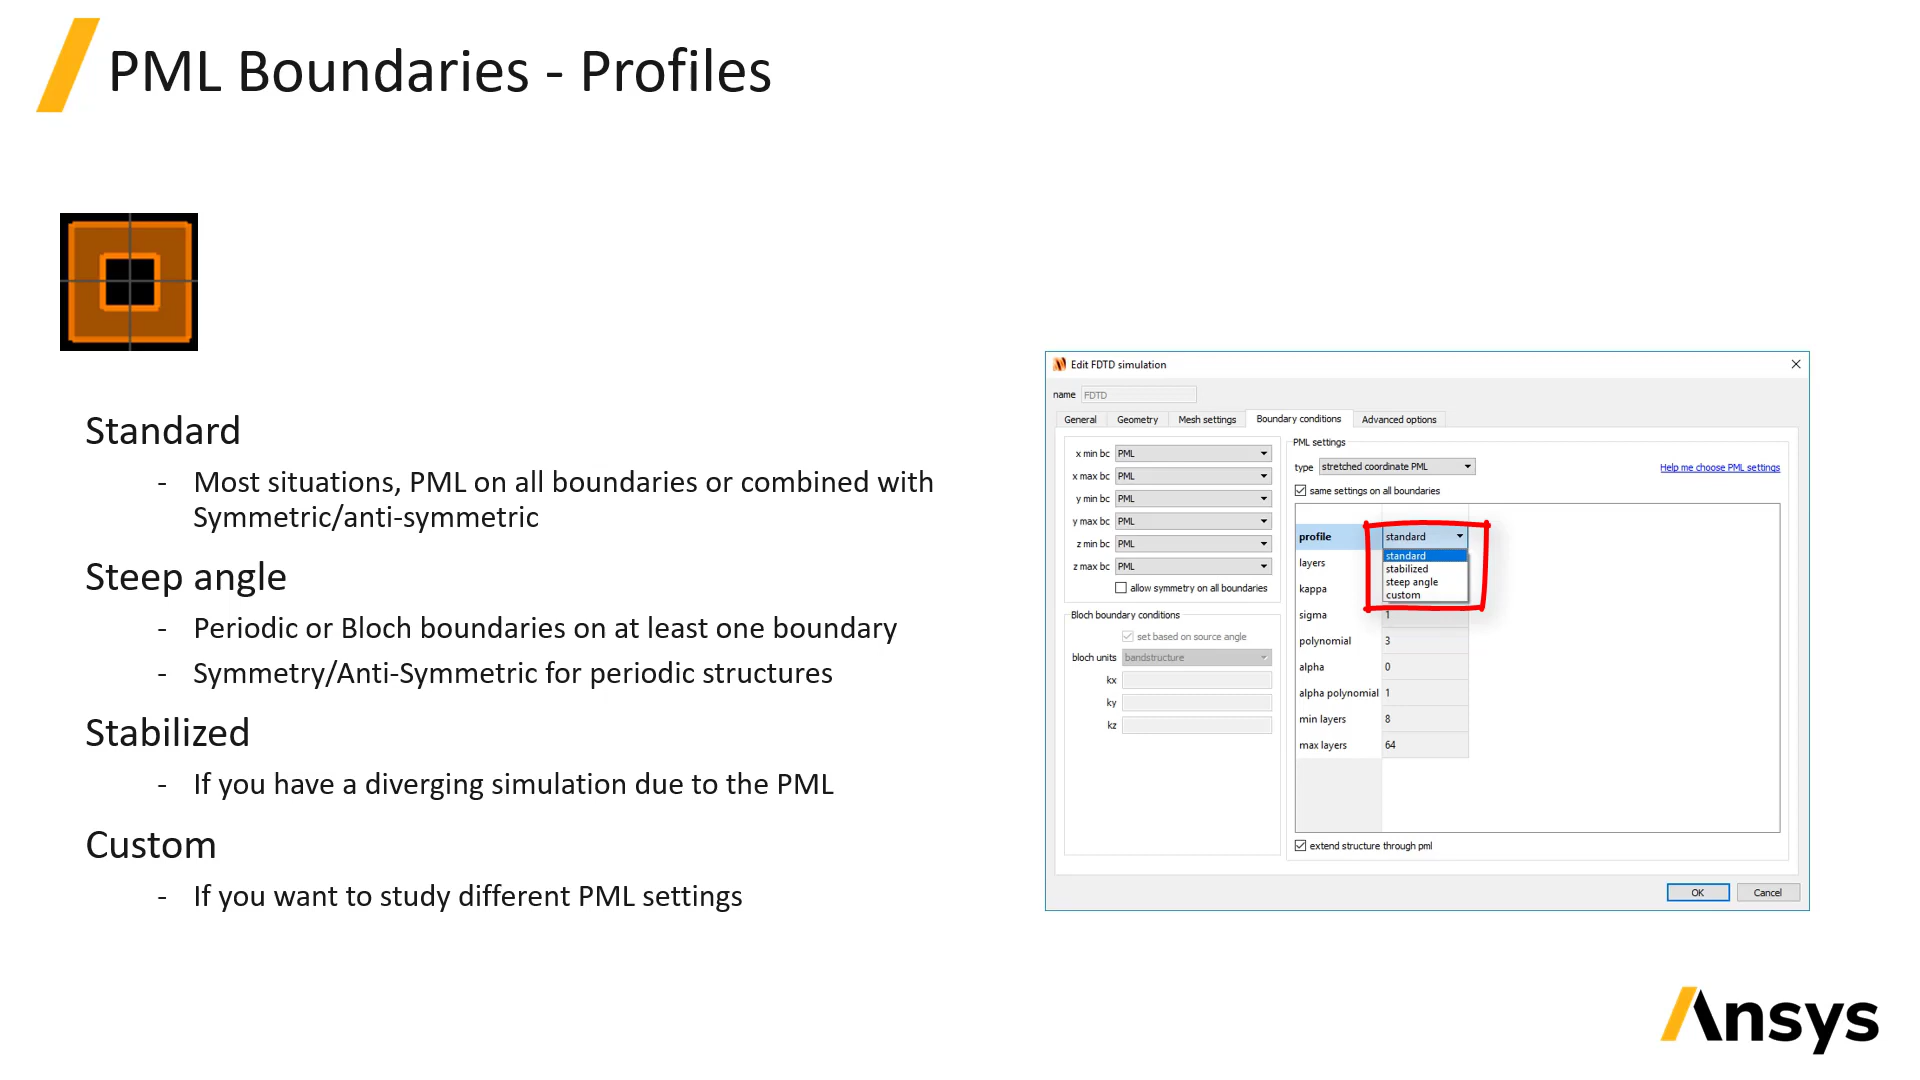 PML Boundaries - Profiles
Standard
- Most situations, PML on all boundaries or combined with
Symmetric/anti-symmetric
Steep angle
- Periodic or Bloch boundaries on at least one boundary
- Symmetry/Anti-Symmetric for periodic structures
Stabilized
- If you have a diverging simulation due to the PML
Custom
- If you want to study different PML settings
Edit FDTD simulation
name FDTD
General Geometry Mesh settings Boundary conditions Advanced options
x min bc PML
x max bc PML
y min bc PML
y max bc PML
z min bc PML
z max bc PML
allow symmetry on all boundaries
Bloch boundary conditions
set based on source angle
bloch units bandstructure
kx
ky
kz
PML settings
type stretched coordinate PML Help me choose PML settings
same settings on all boundaries
profile standard
standard
stabilized
steep angle
custom
layers
kappa
sigma 1
polynomial 3
alpha 0
alpha polynomial 1
min layers 8
max layers 64
extend structure through pml
OK Cancel
Ansys